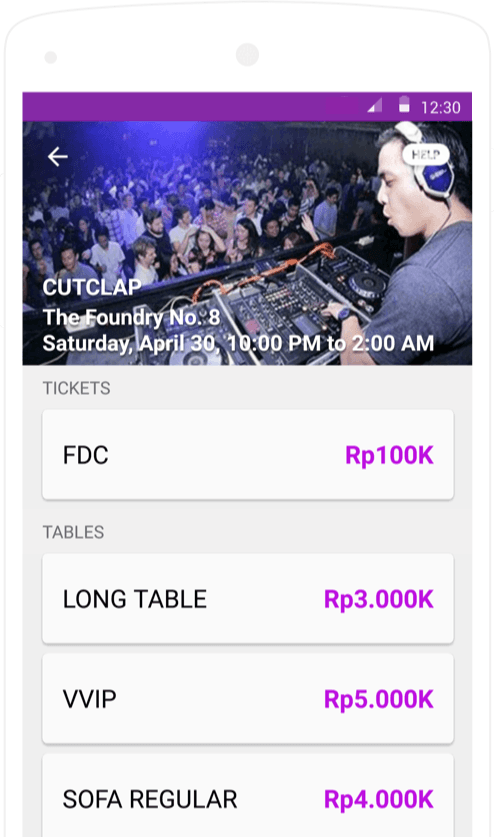 12:30
HELP
CUTCLAP
The Foundry No. 8
Saturday, April 30, 10:00 PM to 2:00 AM
TICKETS
FDC Rp100K
TABLES
LONG TABLE Rp3.000K
VVIP Rp5.000K
SOFA REGULAR Rp4.000K